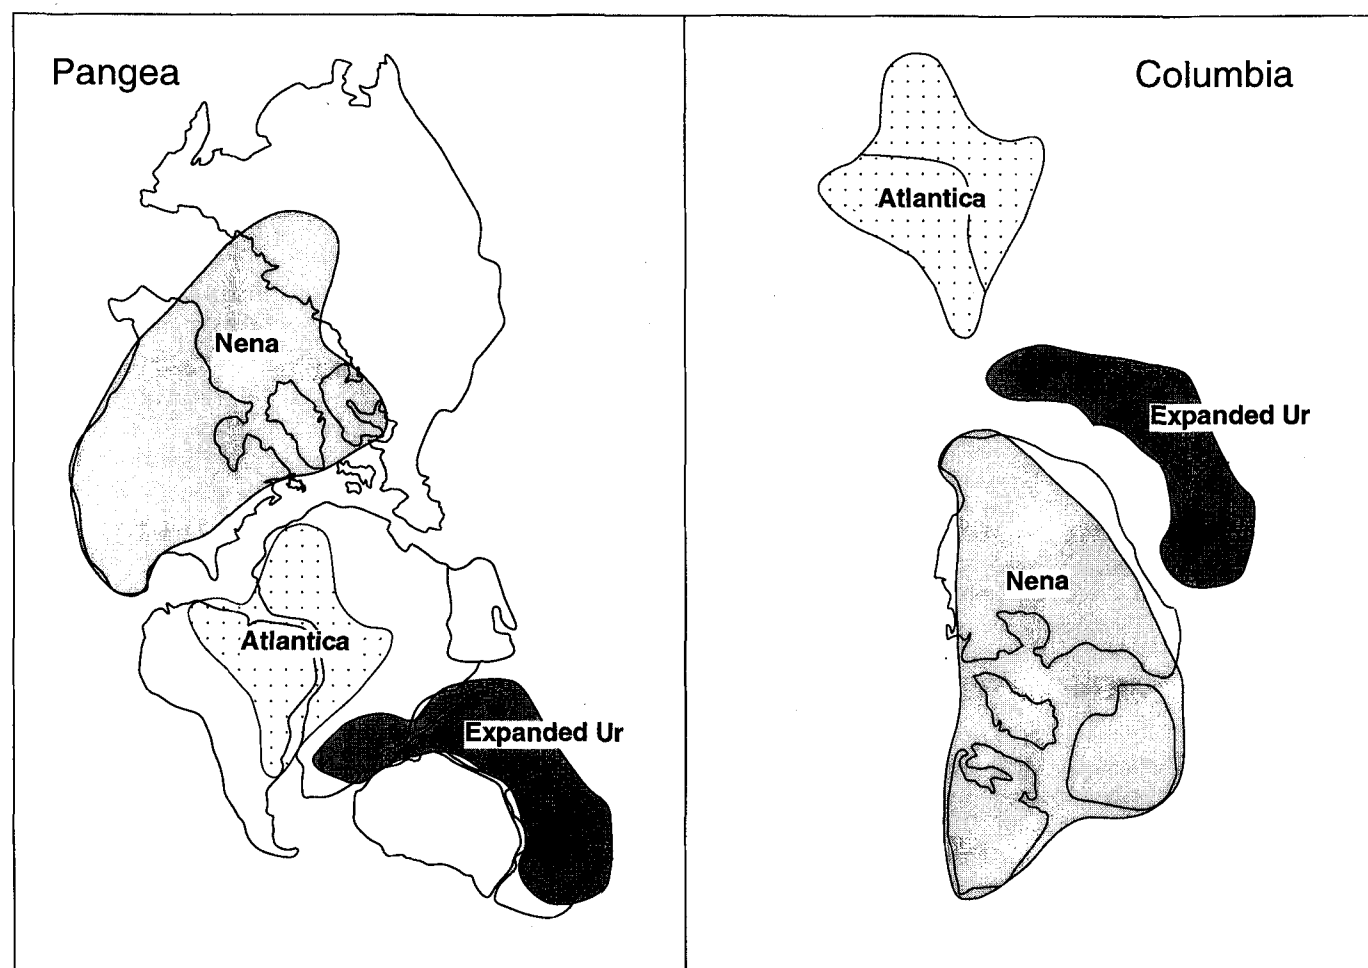 Pangea
Nena
Atlantica
Expanded Ur
Columbia
Atlantica
Expanded Ur
Nena